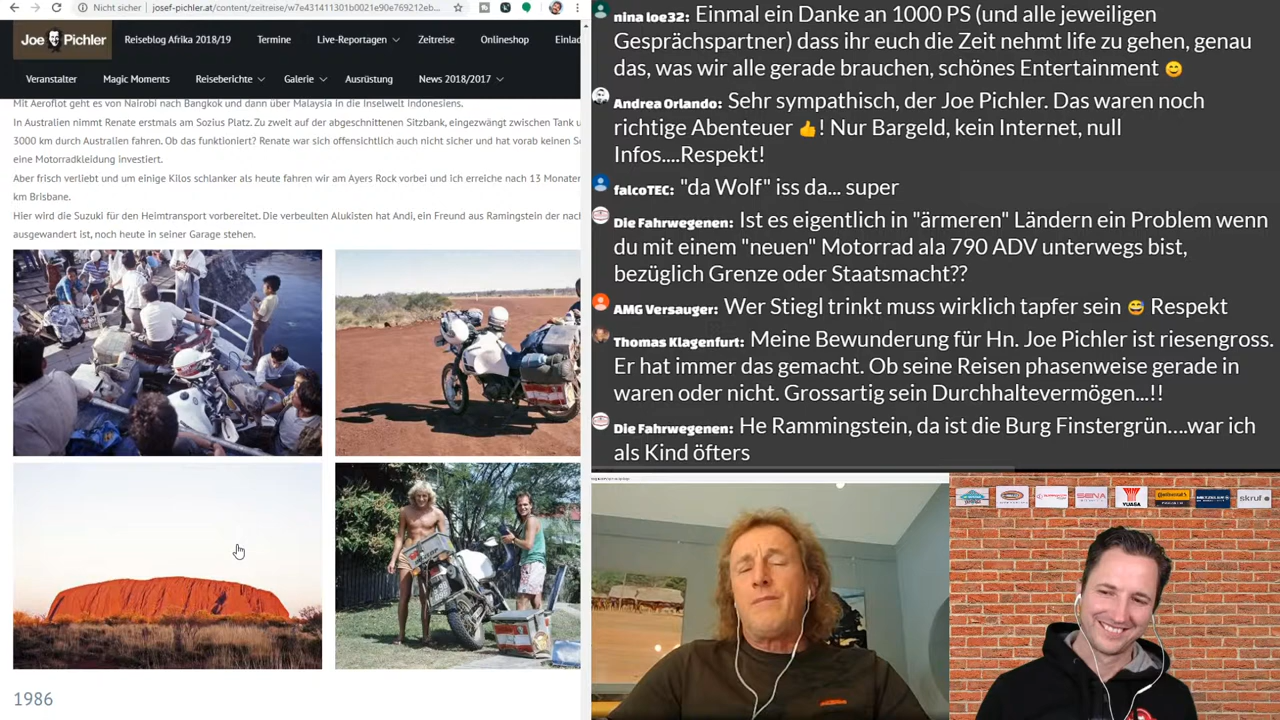 Nicht sicher josef-pichler.at/content/zeitreise/w7e431411301b0021e90e769212eb...
Joe Pichler
Reiseblog Afrika 2018/19
Termine
Live-Reportagen
Zeitreise
Onlineshop
Einlad
Veranstalter
Magic Moments
Reiseberichte
Galerie
Ausrüstung
News 2018/2017
Mit Aeroflot geht es von Nairobi nach Bangkok und dann über Malaysia in die Inselwelt Indonesiens.
In Australien nimmt Renate erstmals am Sozius Platz. Zu zweit auf der abgeschnittenen Sitzbank, eingezwängt zwischen Tank u
3000 km durch Australien fahren. Ob das funktioniert? Renate war sich offensichtlich auch nicht sicher und hat vorab keinen S
eine Motorradkleidung investiert.
Aber frisch verliebt und um einige Kilos schlanker als heute fahren wir am Ayers Rock vorbei und ich erreiche nach 13 Monaten
km Brisbane.
Hier wird die Suzuki für den Heimtransport vorbereitet. Die verbeulten Alukisten hat Andi, ein Freund aus Ramingstein der nach
ausgewandert ist, noch heute in seiner Garage stehen.
1986
nina loe32: Einmal ein Danke an 1000 PS (und alle jeweiligen
Gesprächspartner) dass ihr euch die Zeit nehmt life zu gehen, genau
das, was wir alle gerade brauchen, schönes Entertainment 😊
Andrea Orlando: Sehr sympathisch, der Joe Pichler. Das waren noch
richtige Abenteuer 👍! Nur Bargeld, kein Internet, null
Infos....Respekt!
falcoTEC: "da Wolf" iss da... super
Die Fahrwegenen: Ist es eigentlich in "ärmeren" Ländern ein Problem wenn
du mit einem "neuen" Motorrad ala 790 ADV unterwegs bist,
bezüglich Grenze oder Staatsmacht??
AMG Versauger: Wer Stiegl trinkt muss wirklich tapfer sein 😅 Respekt
Thomas Klagenfurt: Meine Bewunderung für Hn. Joe Pichler ist riesengross.
Er hat immer das gemacht. Ob seine Reisen phasenweise gerade in
waren oder nicht. Grossartig sein Durchhaltevermögen...!!
Die Fahrwegenen: He Rammingstein, da ist die Burg Finstergrün....war ich
als Kind öfters
SENA
YUASA
Continental
METZELER
skruf